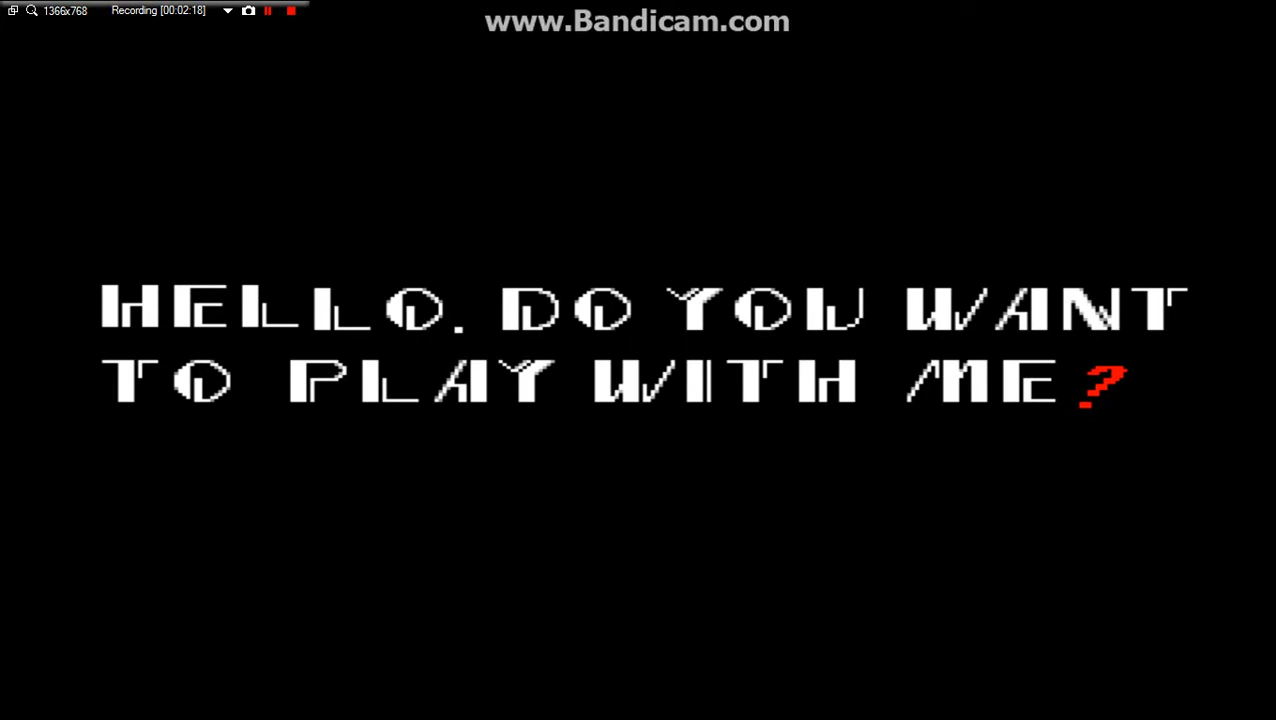 1366x768 Recording [00:02:18]
www.Bandicam.com
HELLO. DO YOU WANT
TO PLAY WITH ME?